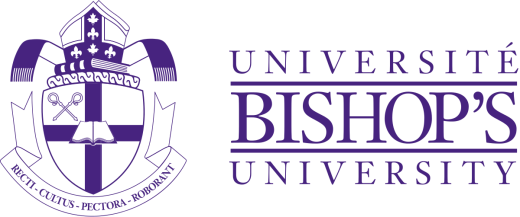 RECTI - CULTUS - PECTORA - ROBORANT
UNIVERSITÉ
BISHOP'S
UNIVERSITY